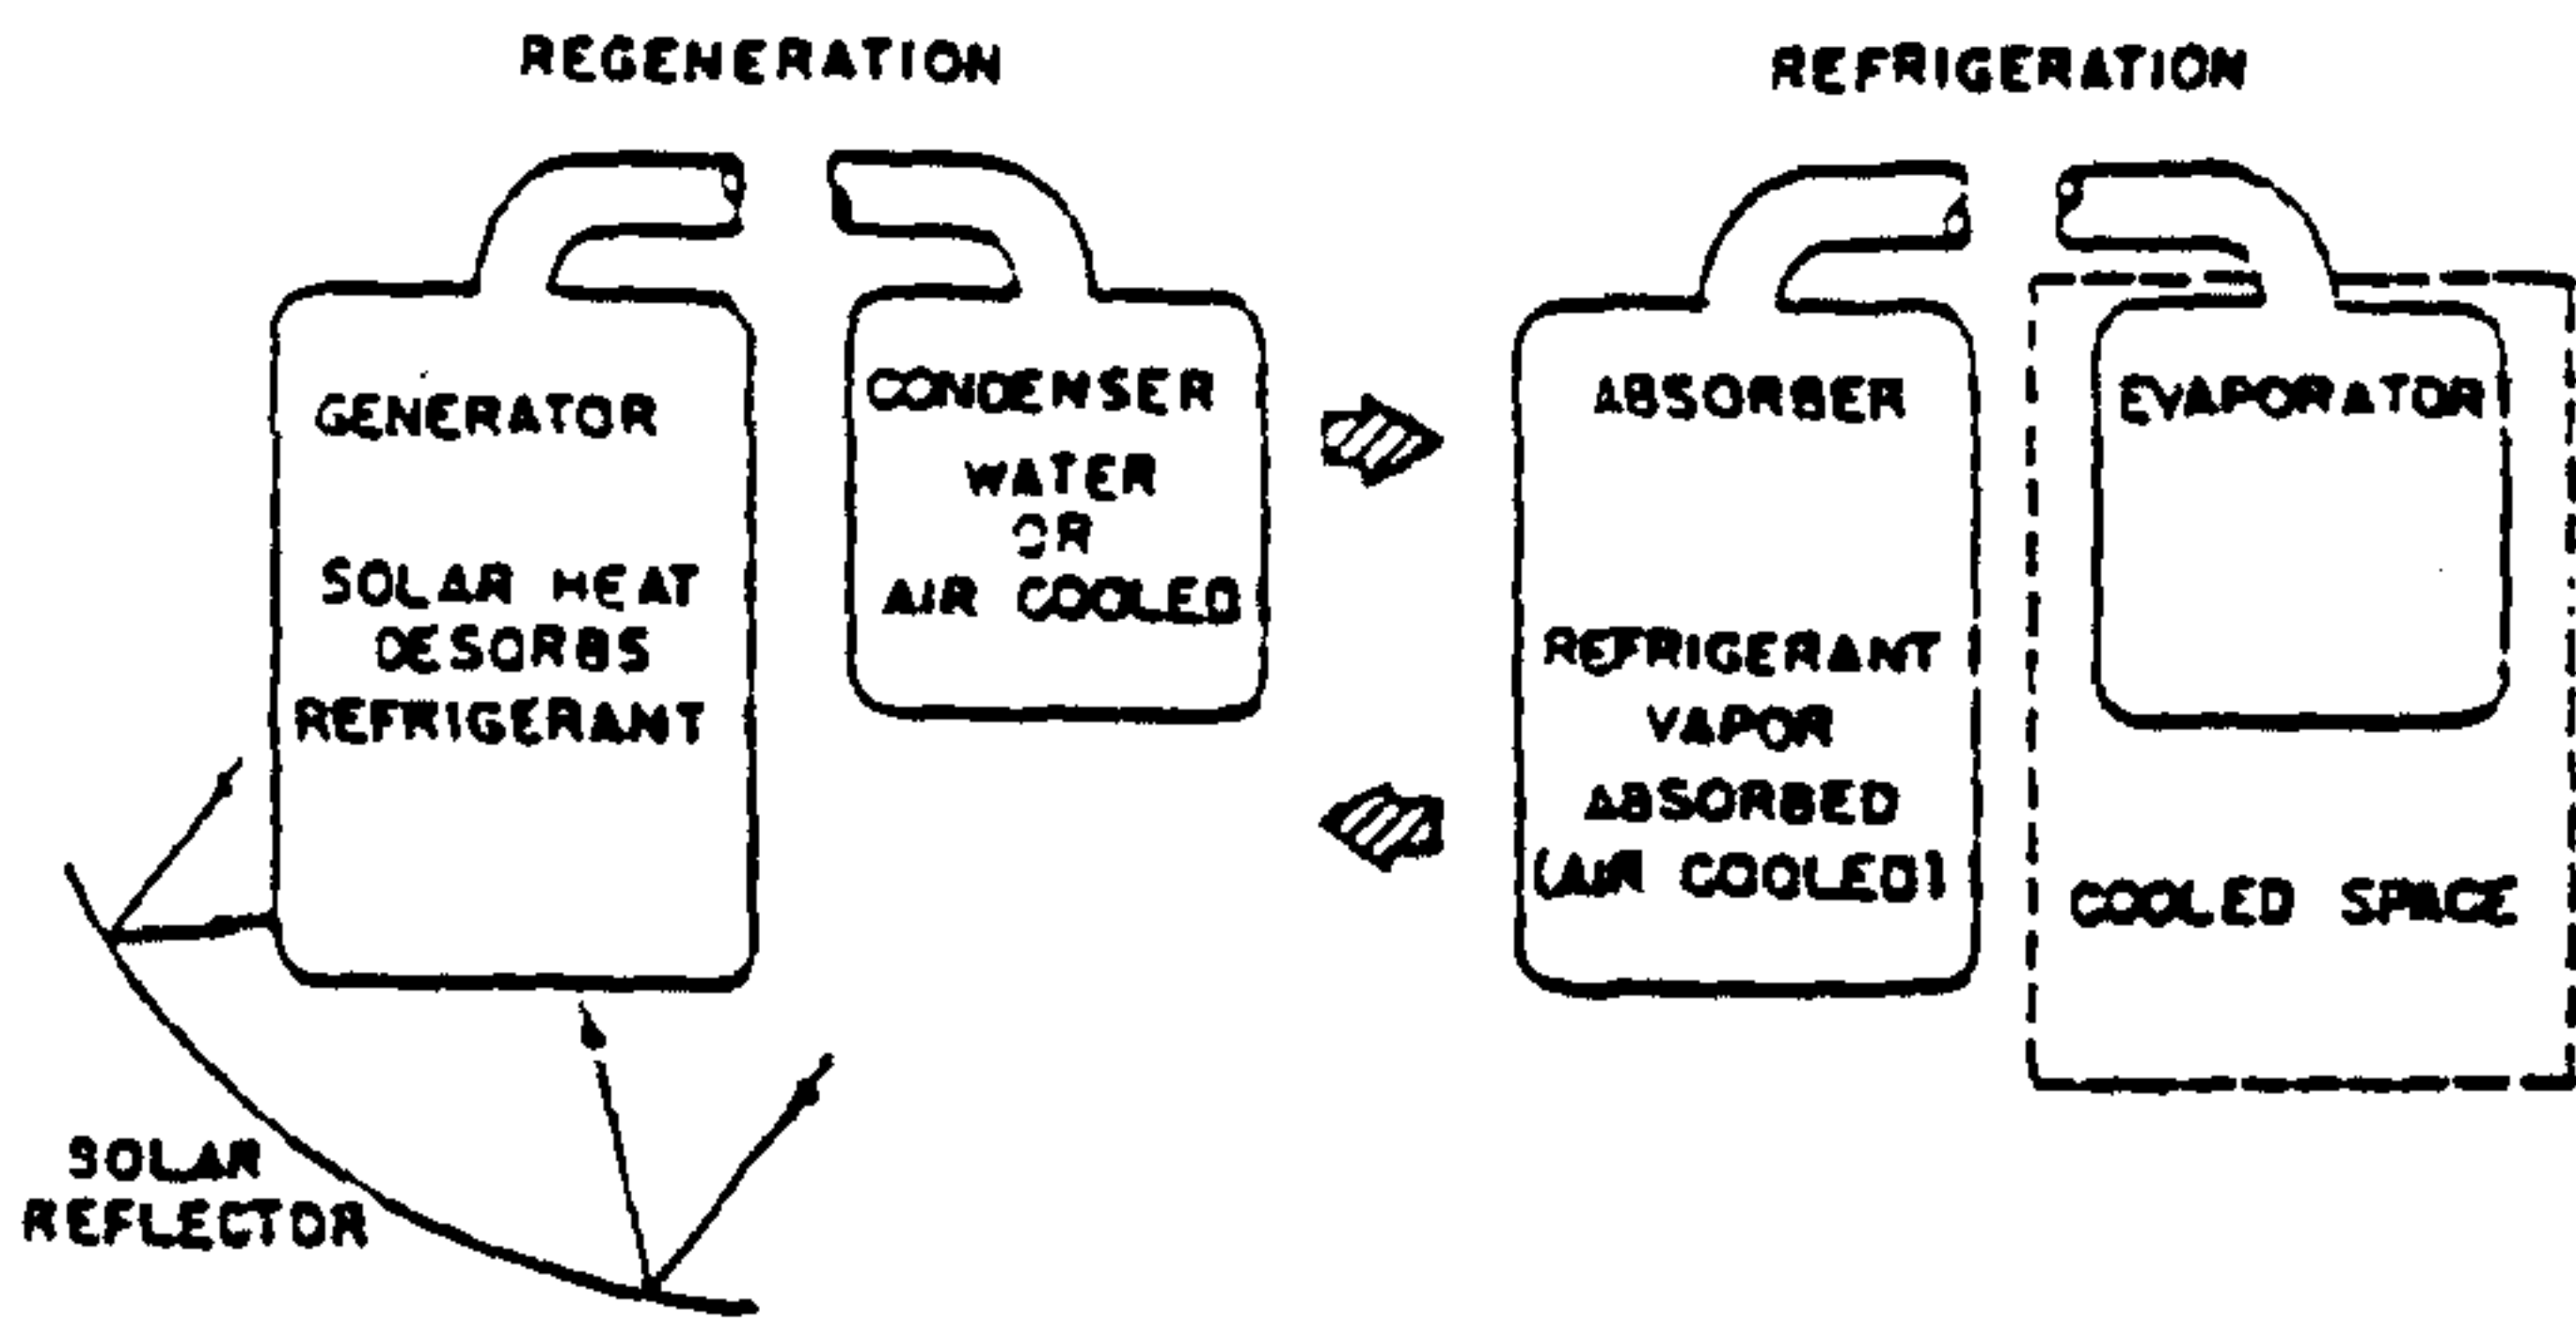 REGENERATION
GENERATOR
SOLAR HEAT
DESORBS
REFRIGERANT
CONDENSER
WATER
OR
AIR COOLED
SOLAR
REFLECTOR
REFRIGERATION
ABSORBER
REFRIGERANT
VAPOR
ABSORBED
(AIR COOLED)
EVAPORATOR
COOLED SPACE